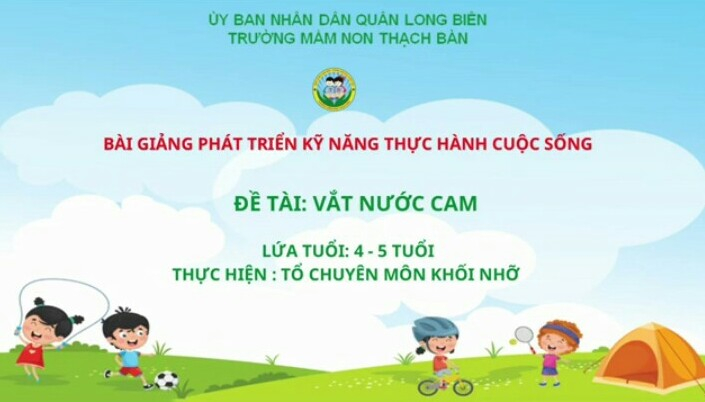 ỦY BAN NHÂN DÂN QUẬN LONG BIÊN
TRƯỜNG MẦM NON THẠCH BÀN
BÀI GIẢNG PHÁT TRIỂN KỸ NĂNG THỰC HÀNH CUỘC SỐNG
ĐỀ TÀI: VẮT NƯỚC CAM
LỨA TUỔI: 4 - 5 TUỔI
THỰC HIỆN : TỔ CHUYÊN MÔN KHỐI NHỠ